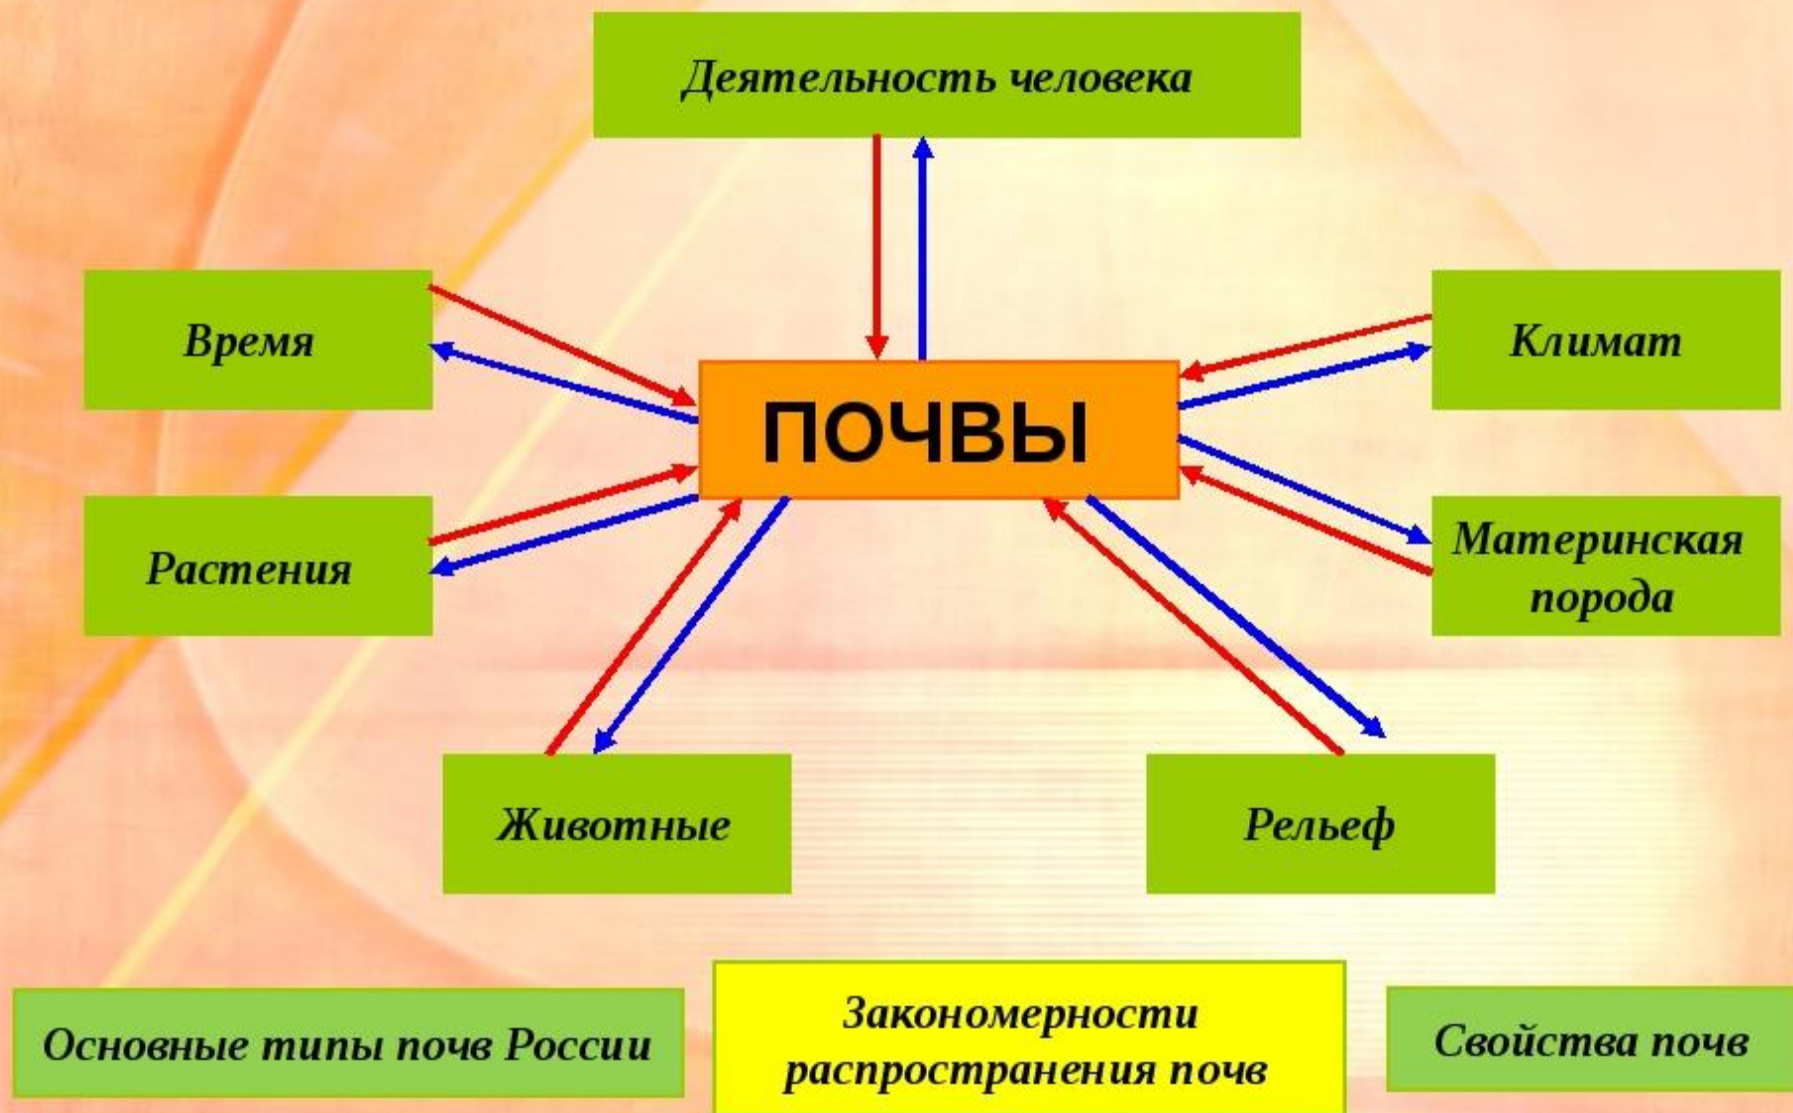 Деятельность человека
Время
Климат
ПОЧВЫ
Растения
Материнская
порода
Животные
Рельеф
Основные типы почв России
Закономерности
распространения почв
Свойства почв